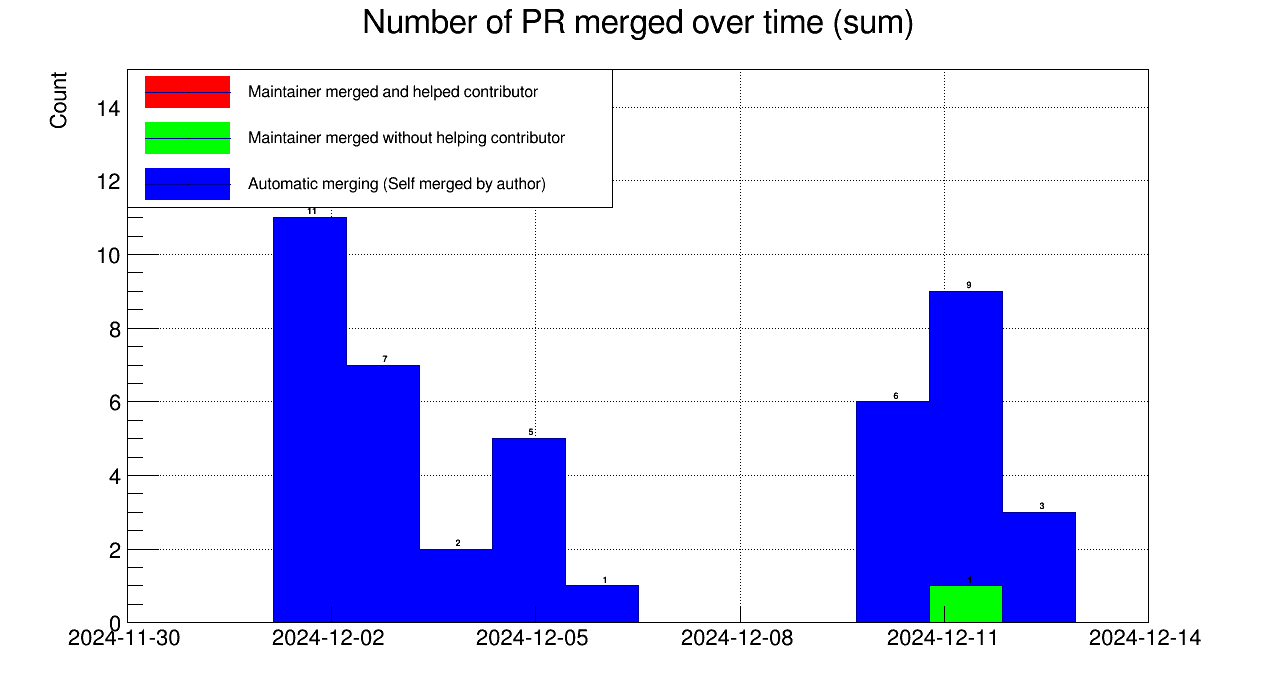 Number of PR merged over time (sum)
Count
Maintainer merged and helped contributor
Maintainer merged without helping contributor
Automatic merging (Self merged by author)
14
12
10
8
6
4
2
0
11
7
2
5
1
6
9
1
3
2024-11-30 2024-12-02 2024-12-05 2024-12-08 2024-12-11 2024-12-14